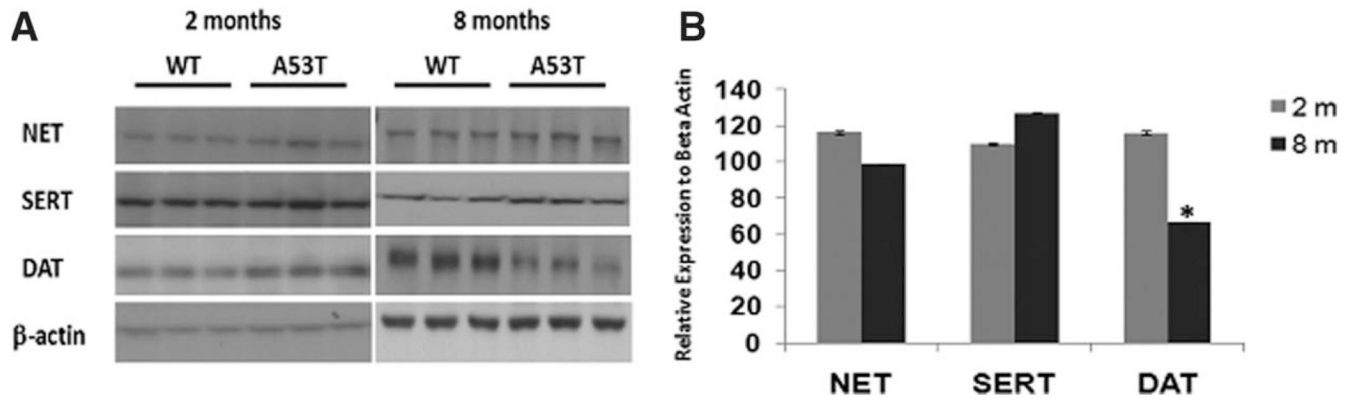 A
2 months
8 months
WT
A53T
WT
A53T
NET
SERT
DAT
β-actin
B
Relative Expression to Beta Actin
140
120
100
80
60
40
20
0
*
NET
SERT
DAT
2 m
8 m